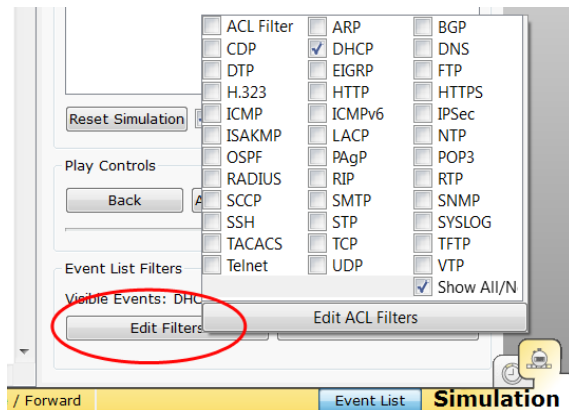 ACL Filter ARP BGP
CDP DHCP DNS
DTP EIGRP FTP
H.323 HTTP HTTPS
ICMP ICMPv6 IPSec
ISAKMP LACP NTP
OSPF PAgP POP3
RADIUS RIP RTP
SCCP SMTP SNMP
SSH STP SYSLOG
TACACS TCP TFTP
Telnet UDP VTP
Show All/N
Edit ACL Filters
Reset Simulation
Play Controls
Back A
Event List Filters
Visible Events: DHC
Edit Filters
/ Forward Event List Simulation